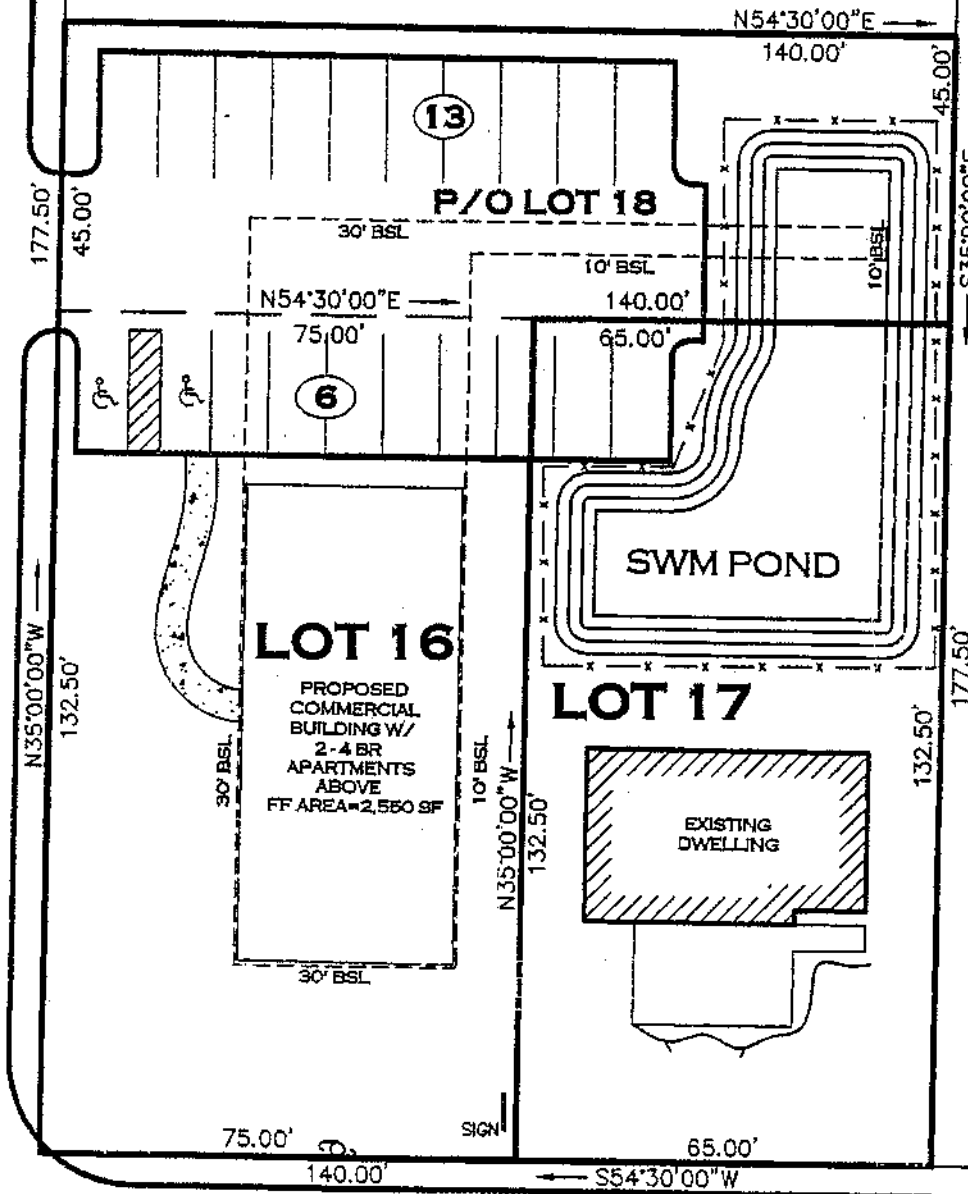 N54°30'00"E
140.00'
45.00'
13
P/O LOT 18
177.50'
45.00'
30' BSL
10' BSL
10' BSL
N54°30'00"E
140.00'
75.00'
65.00'
6
SWM POND
LOT 16
PROPOSED
COMMERCIAL
BUILDING W/
2-4 BR
APARTMENTS
ABOVE
FF AREA=2,550 SF
LOT 17
N35°00'00"W
132.50'
30' BSL
10' BSL
N35°00'00"W
132.50'
177.50'
132.50'
EXISTING
DWELLING
30' BSL
SIGN
75.00'
65.00'
140.00'
S54°30'00"W